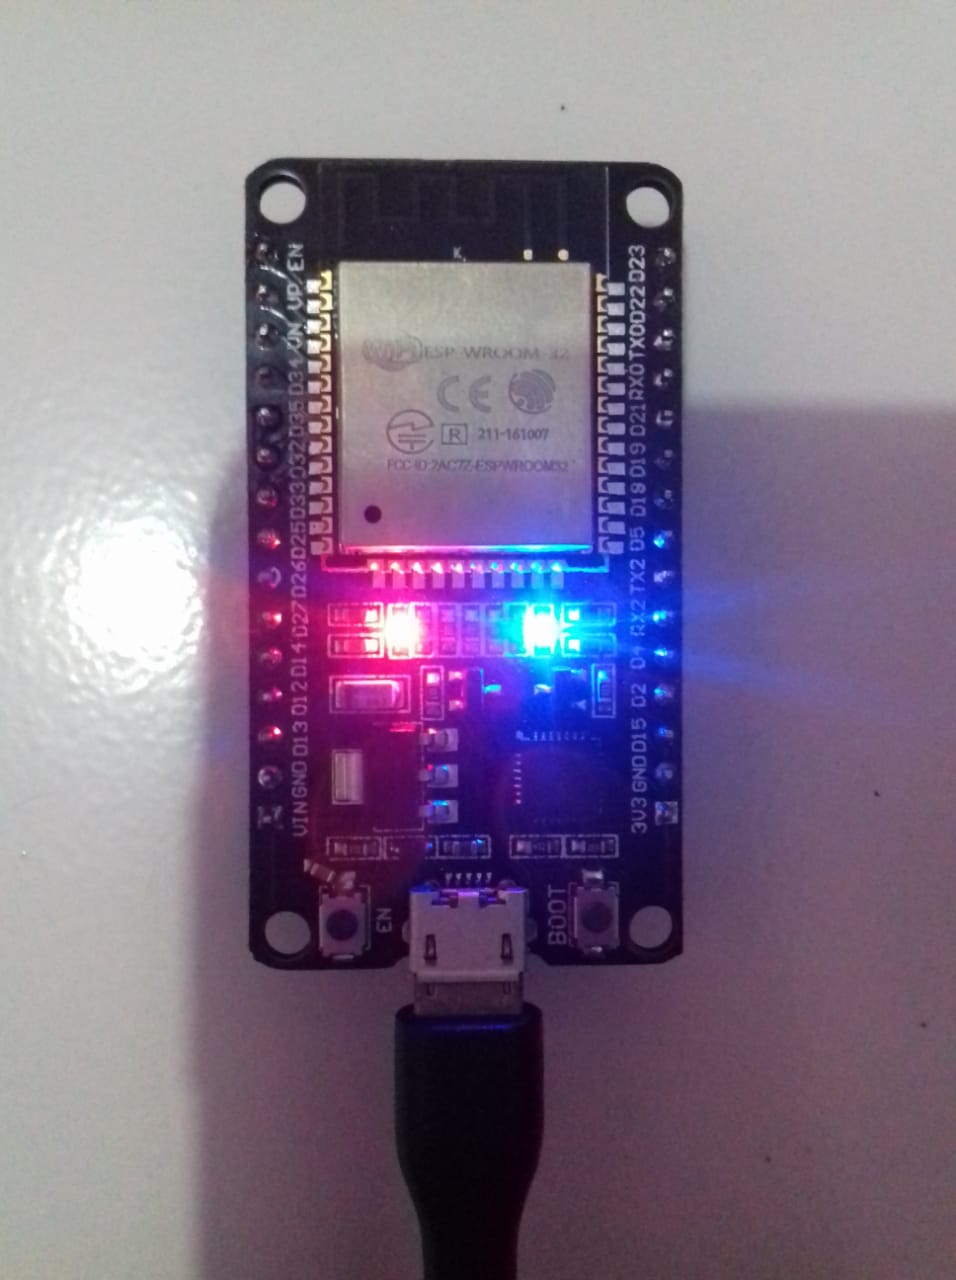 WiFi ESP-WROOM-32
CE
R 211-161007
FCC ID:2AC7Z-ESPWROOM32
VIN GND D13 D12 D14 D27 D26 D25 D33 D32 D35 D34 VN VP EN
3V3 GND D15 D2 D4 RX2 TX2 D5 D18 D19 D21 RX0 TX0 D22 D23
EN
BOOT